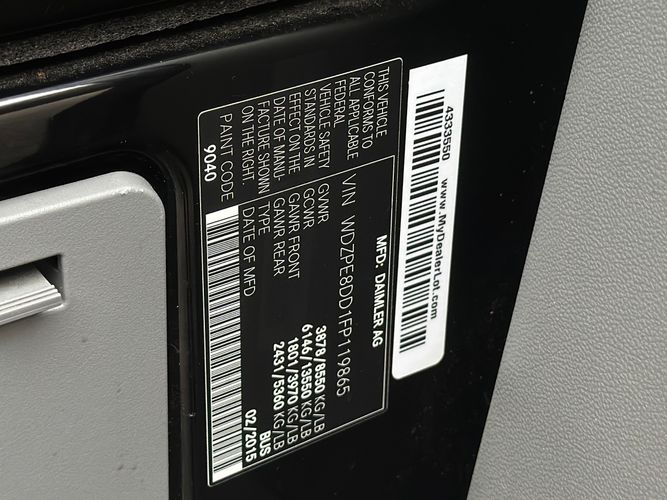 4333550 www.MyDealerLot.com
MFD: DAIMLER AG
VIN WDZPE8DD1FP119865
GVWR 3878/8550 KG/LB
GCWR 6146/13550 KG/LB
GAWR FRONT 1801/3970 KG/LB
GAWR REAR 2431/5360 KG/LB
TYPE BUS
DATE OF MFD 02/2015
THIS VEHICLE
CONFORMS TO
ALL APPLICABLE
FEDERAL
VEHICLE SAFETY
STANDARDS IN
EFFECT ON THE
DATE OF MANU-
FACTURE SHOWN
ON THE RIGHT.
PAINT CODE
9040